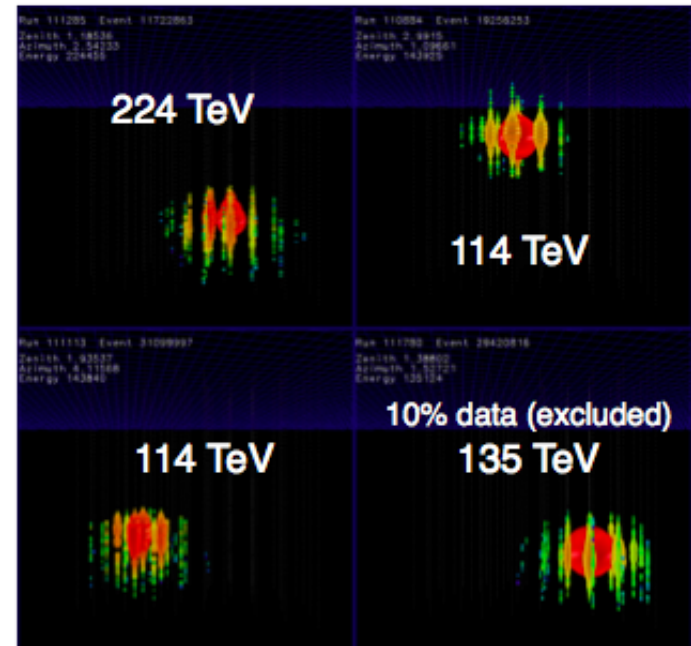 Run 111285 Event 11722863
Zenith 1.18536
Azimuth 2.54233
Energy 224455
224 TeV
Run 110884 Event 19256253
Zenith 2.9915
Azimuth 1.09661
Energy 143925
114 TeV
Run 111113 Event 31098997
Zenith 1.93537
Azimuth 4.11568
Energy 143840
114 TeV
Run 111780 Event 28420816
Zenith 1.38802
Azimuth 1.52721
Energy 135124
10% data (excluded)
135 TeV